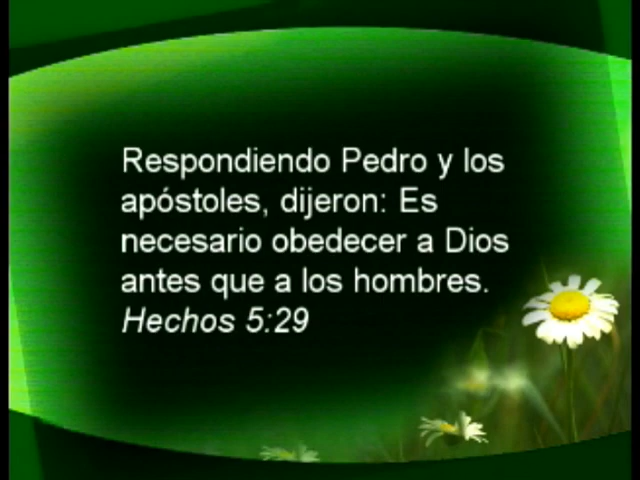 Respondiendo Pedro y los
apóstoles, dijeron: Es
necesario obedecer a Dios
antes que a los hombres.
Hechos 5:29